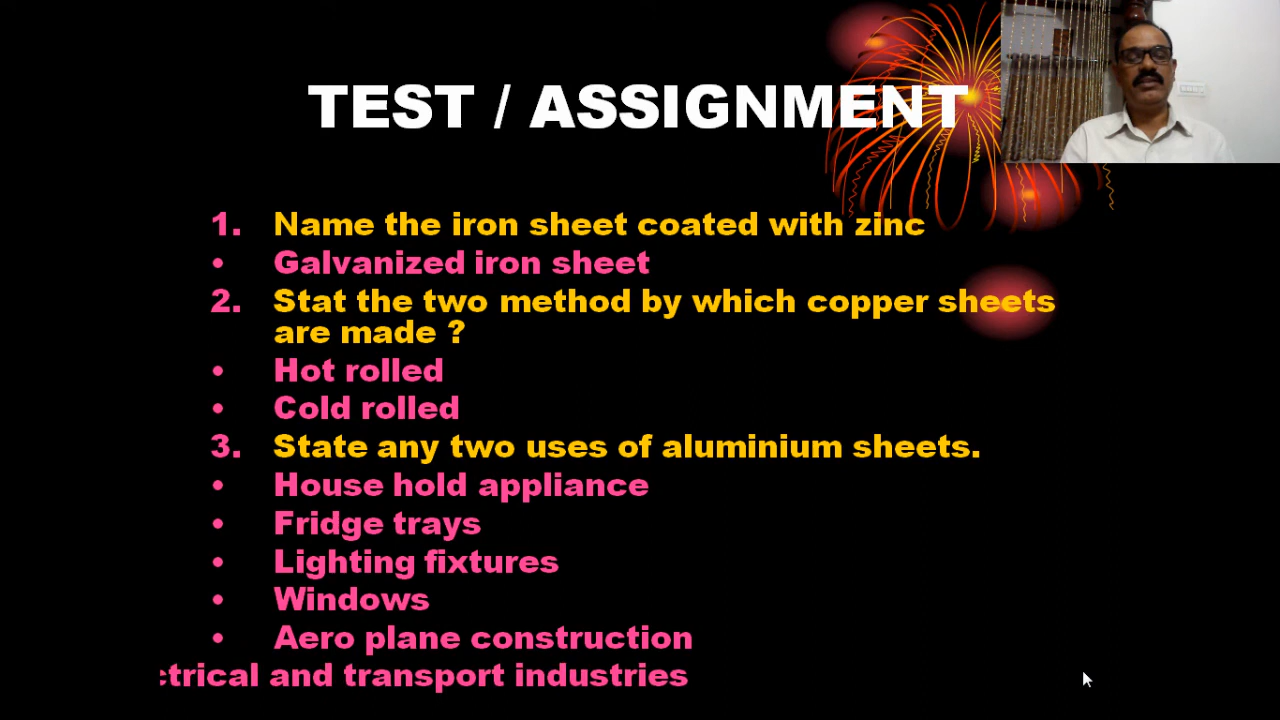 TEST / ASSIGNMENT
1. Name the iron sheet coated with zinc
• Galvanized iron sheet
2. Stat the two method by which copper sheets
are made ?
• Hot rolled
• Cold rolled
3. State any two uses of aluminium sheets.
• House hold appliance
• Fridge trays
• Lighting fixtures
• Windows
• Aero plane construction
and transport industries